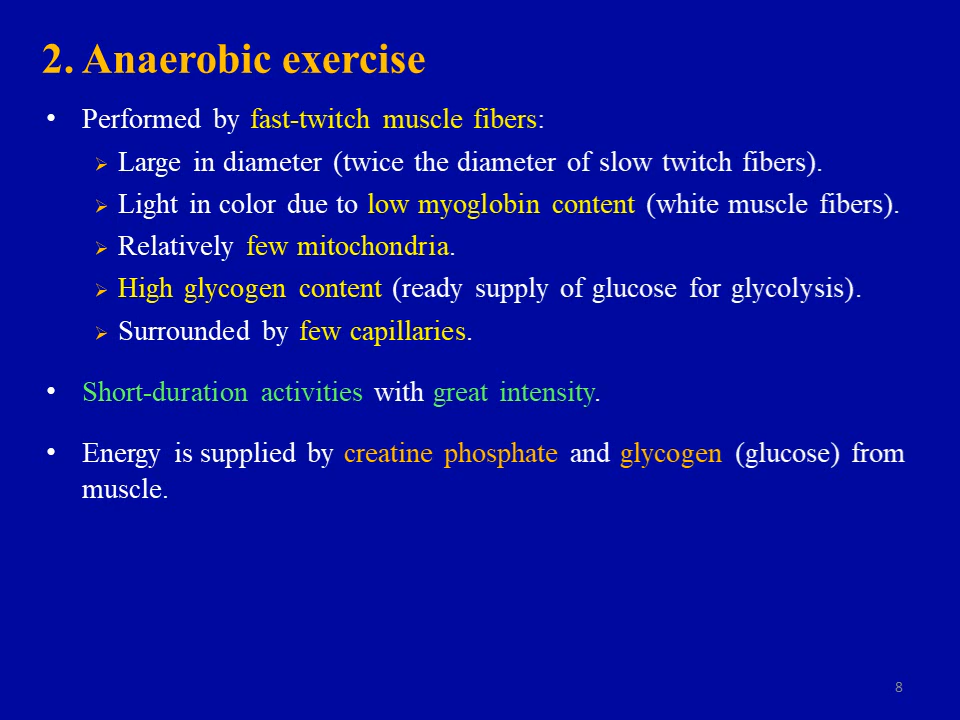 2. Anaerobic exercise
• Performed by fast-twitch muscle fibers:
➢ Large in diameter (twice the diameter of slow twitch fibers).
➢ Light in color due to low myoglobin content (white muscle fibers).
➢ Relatively few mitochondria.
➢ High glycogen content (ready supply of glucose for glycolysis).
➢ Surrounded by few capillaries.
• Short-duration activities with great intensity.
• Energy is supplied by creatine phosphate and glycogen (glucose) from
muscle.
8